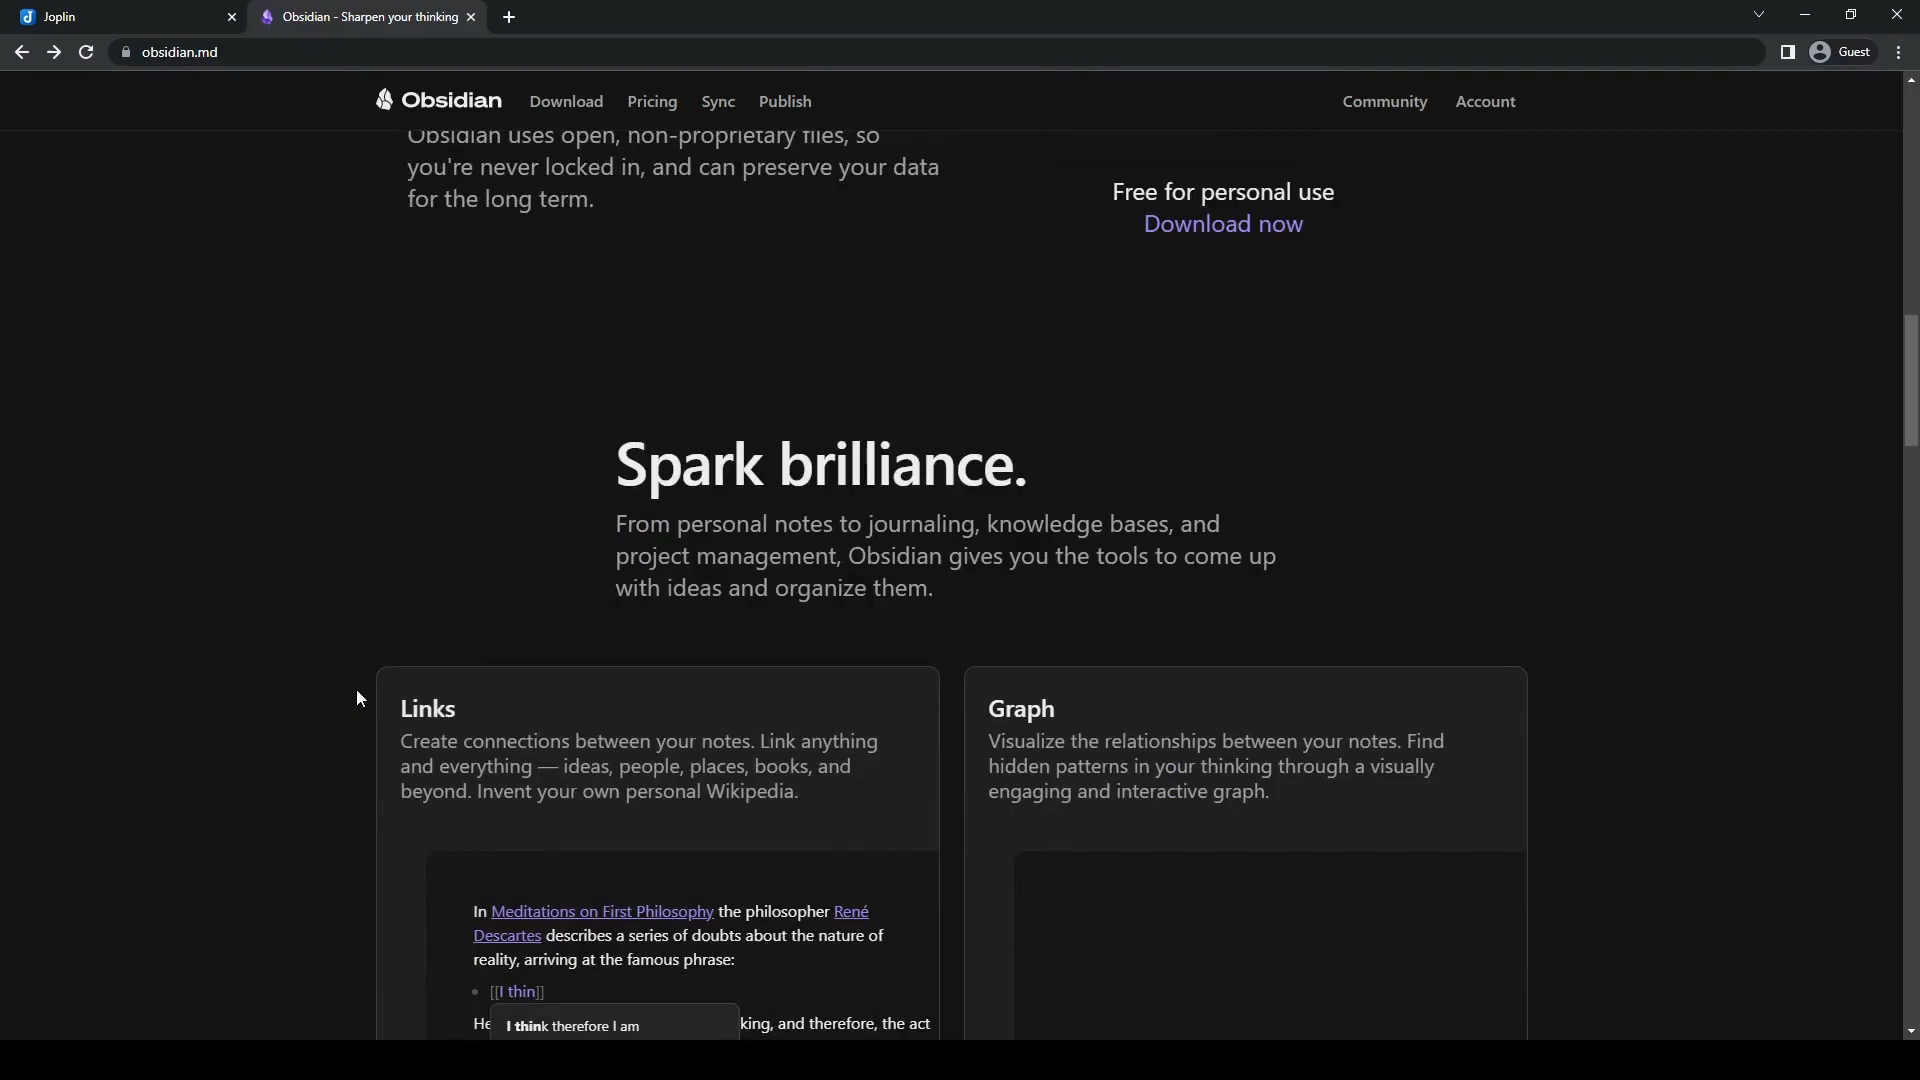 Joplin
Obsidian - Sharpen your thinking
obsidian.md
Guest
Obsidian
Download
Pricing
Sync
Publish
Community
Account
Obsidian uses open, non-proprietary files, so
you're never locked in, and can preserve your data
for the long term.
Free for personal use
Download now
Spark brilliance.
From personal notes to journaling, knowledge bases, and
project management, Obsidian gives you the tools to come up
with ideas and organize them.
Links
Create connections between your notes. Link anything
and everything — ideas, people, places, books, and
beyond. Invent your own personal Wikipedia.
In Meditations on First Philosophy the philosopher René
Descartes describes a series of doubts about the nature of
reality, arriving at the famous phrase:
[[I thin]]
I think therefore I am
king, and therefore, the act
Graph
Visualize the relationships between your notes. Find
hidden patterns in your thinking through a visually
engaging and interactive graph.